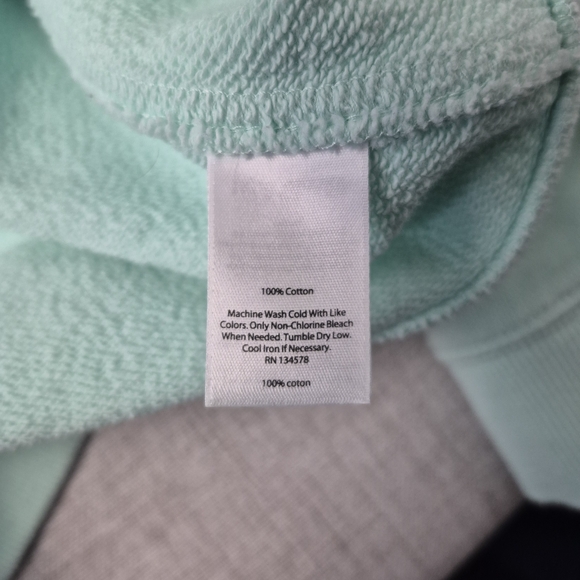 100% Cotton
Machine Wash Cold With Like
Colors. Only Non-Chlorine Bleach
When Needed. Tumble Dry Low.
Cool Iron If Necessary.
RN 134578
100% coton